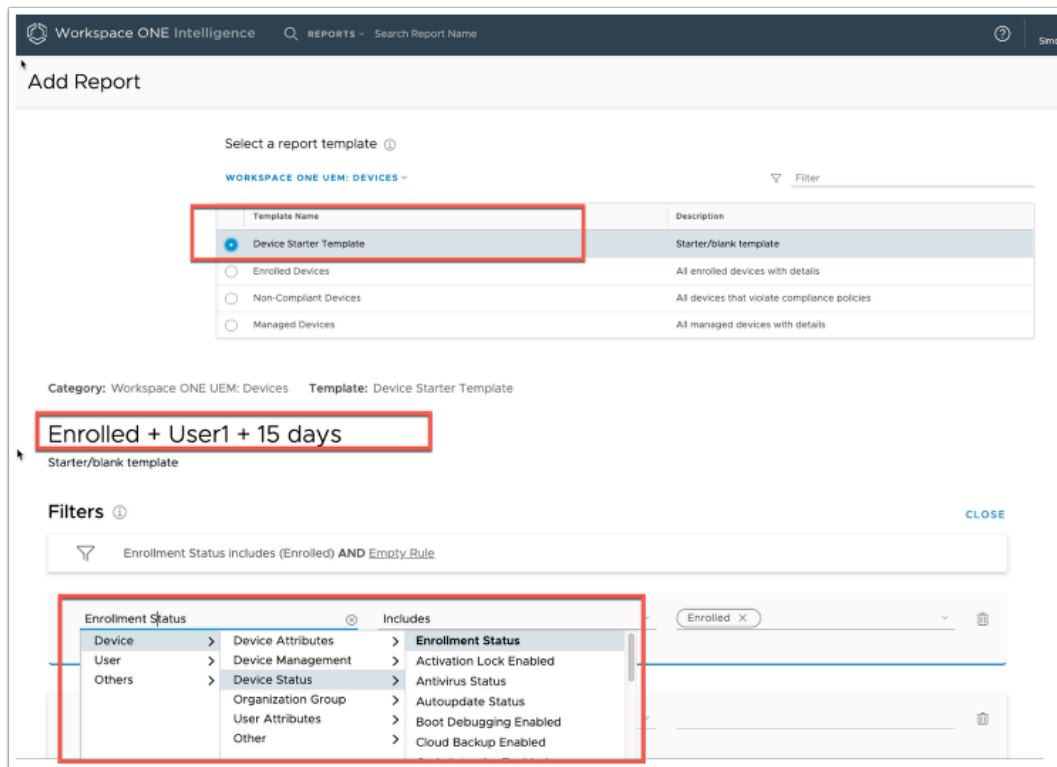 Workspace ONE Intelligence REPORTS Search Report Name
Add Report
Select a report template
WORKSPACE ONE UEM: DEVICES Filter
Template Name Description
Device Starter Template Starter/blank template
Enrolled Devices All enrolled devices with details
Non-Compliant Devices All devices that violate compliance policies
Managed Devices All managed devices with details
Category: Workspace ONE UEM: Devices Template: Device Starter Template
Enrolled + User1 + 15 days
Starter/blank template
Filters CLOSE
Enrollment Status includes (Enrolled) AND Empty Rule
Enrollment Status Includes Enrolled
Device Device Attributes Enrollment Status
User Device Management Activation Lock Enabled
Others Device Status Antivirus Status
Organization Group Autoupdate Status
User Attributes Boot Debugging Enabled
Other Cloud Backup Enabled